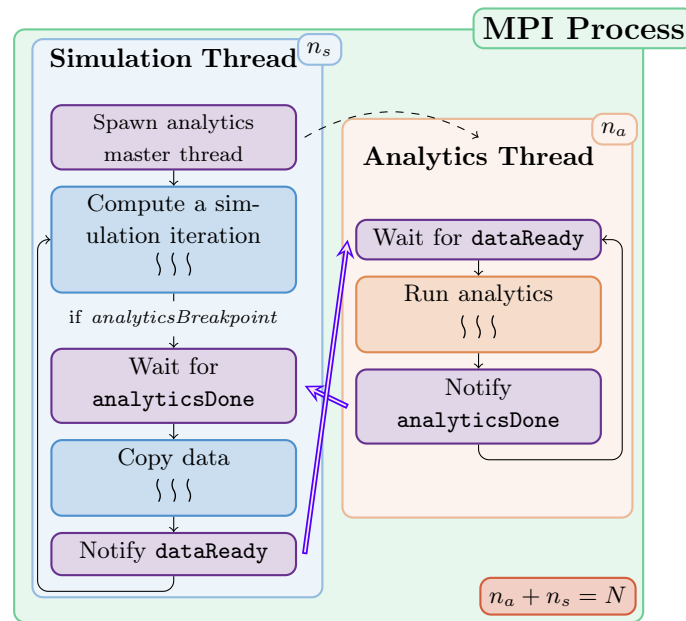 MPI Process
Simulation Thread
n_s
Spawn analytics
master thread
Compute a sim-
ulation iteration
if analyticsBreakpoint
Wait for
analyticsDone
Copy data
Notify dataReady
n_a
Analytics Thread
Wait for dataReady
Run analytics
Notify
analyticsDone
n_a + n_s = N